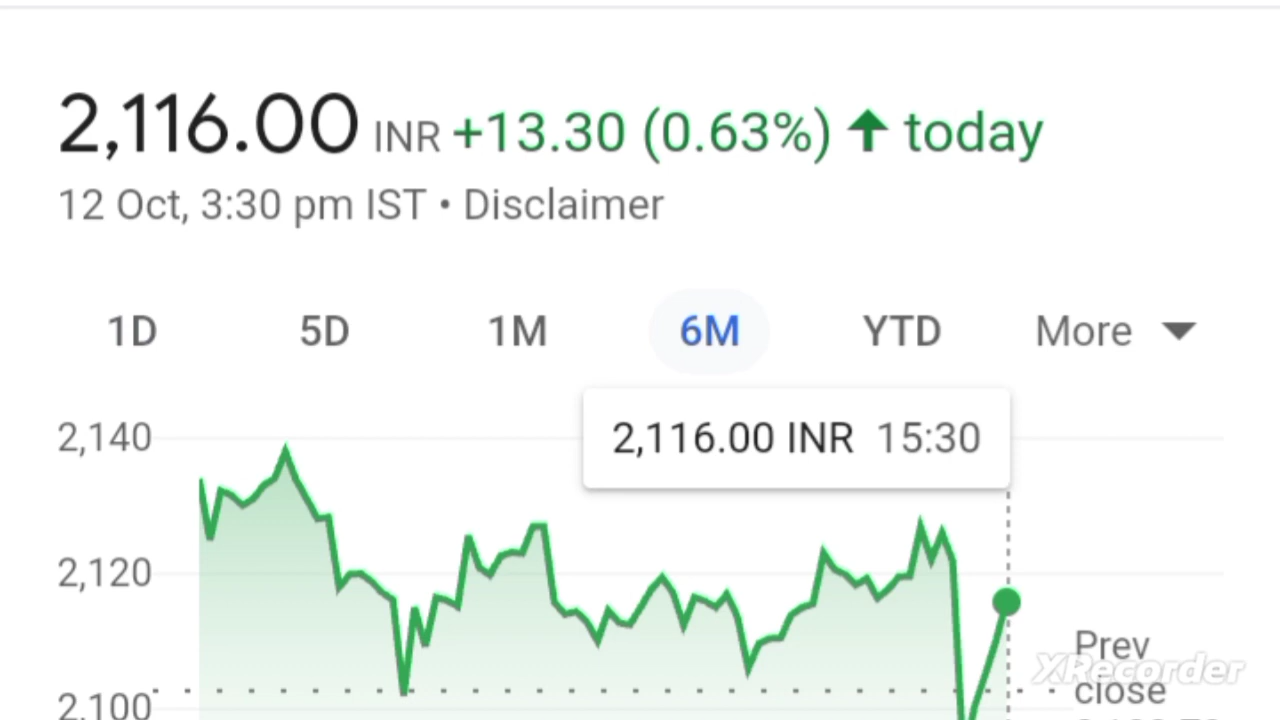 2,116.00 INR +13.30 (0.63%) ↑ today
12 Oct, 3:30 pm IST • Disclaimer
1D 5D 1M 6M YTD More
2,116.00 INR 15:30
2,140
2,120
2,100
Prev
close
XRecorder